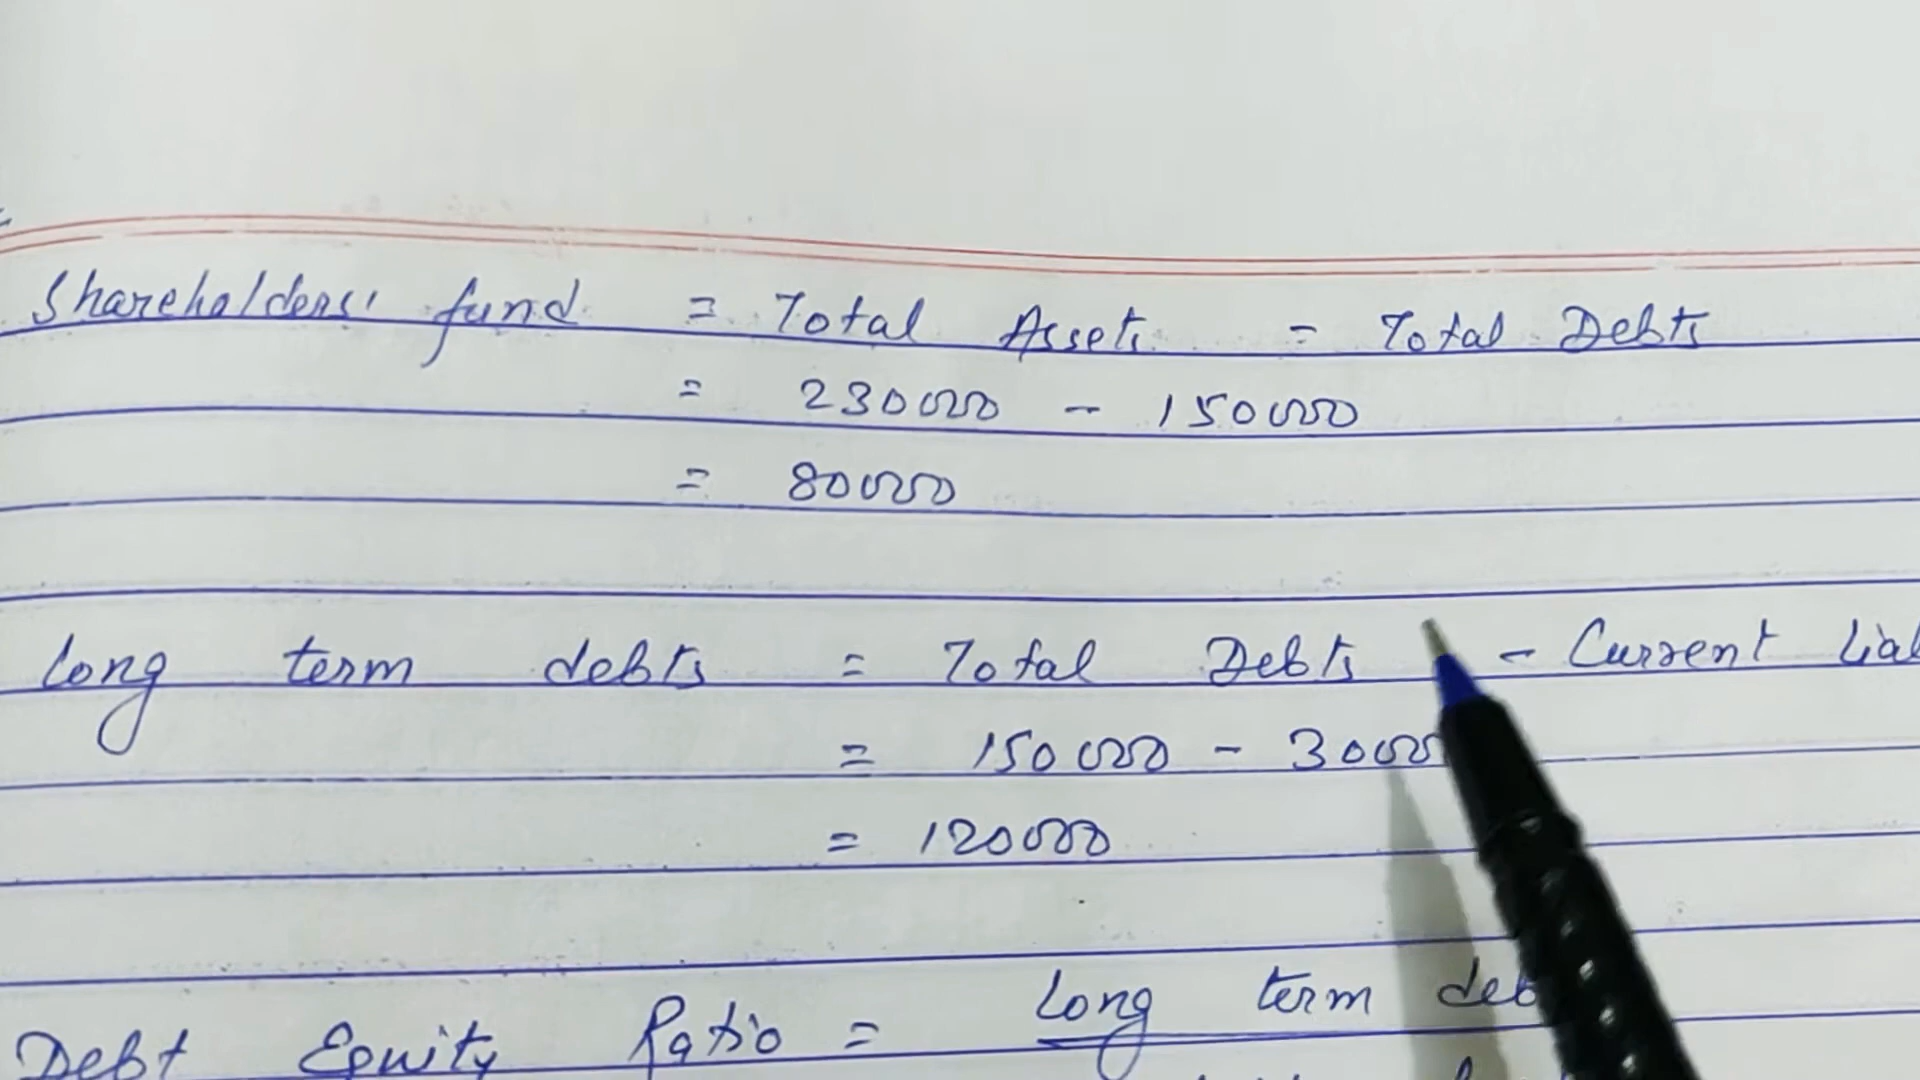 Shareholders' fund = Total Assets - Total Debts
= 230000 - 150000
= 80000
Long term debts = Total Debts - Current
= 150000 - 3000
= 120000
Long term
Debt Equity Ratio =